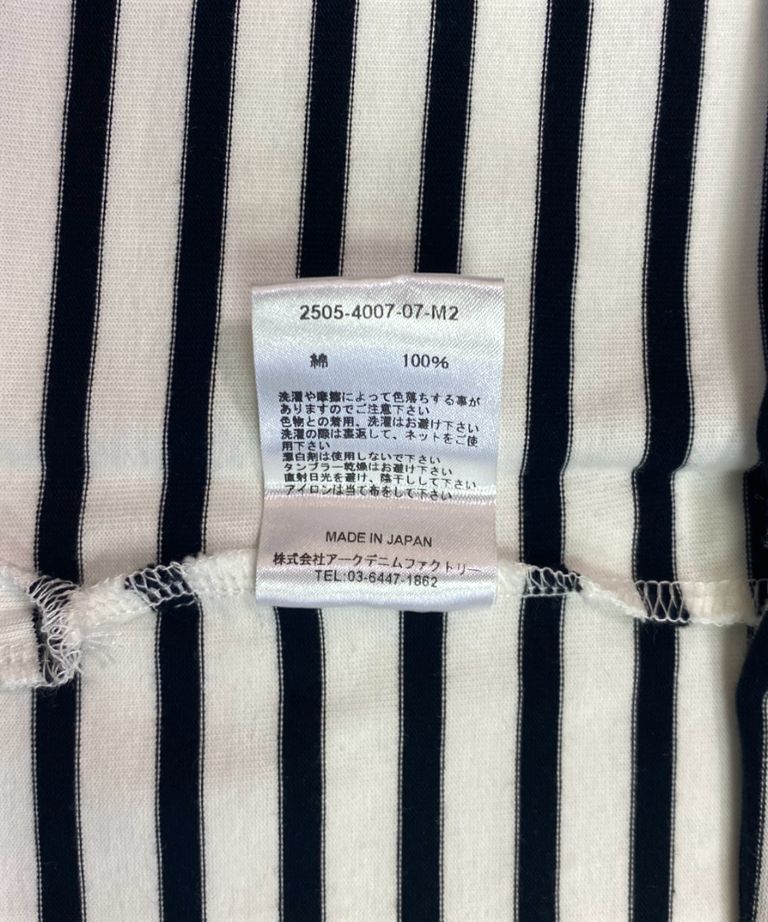 2505-4007-07-M2
綿 100%
洗濯や摩擦によって色落ちする事が
ありますのでご注意下さい
色物との着用、洗濯はお避け下さい
洗濯の際は裏返して、ネットをご使
用下さい
漂白剤は使用しないで下さい
タンブラー乾燥はお避け下さい
直射日光を避け、陰干しして下さい
アイロンは当て布をして下さい
MADE IN JAPAN
株式会社アークデニムファクトリー
TEL:03-6447-1862